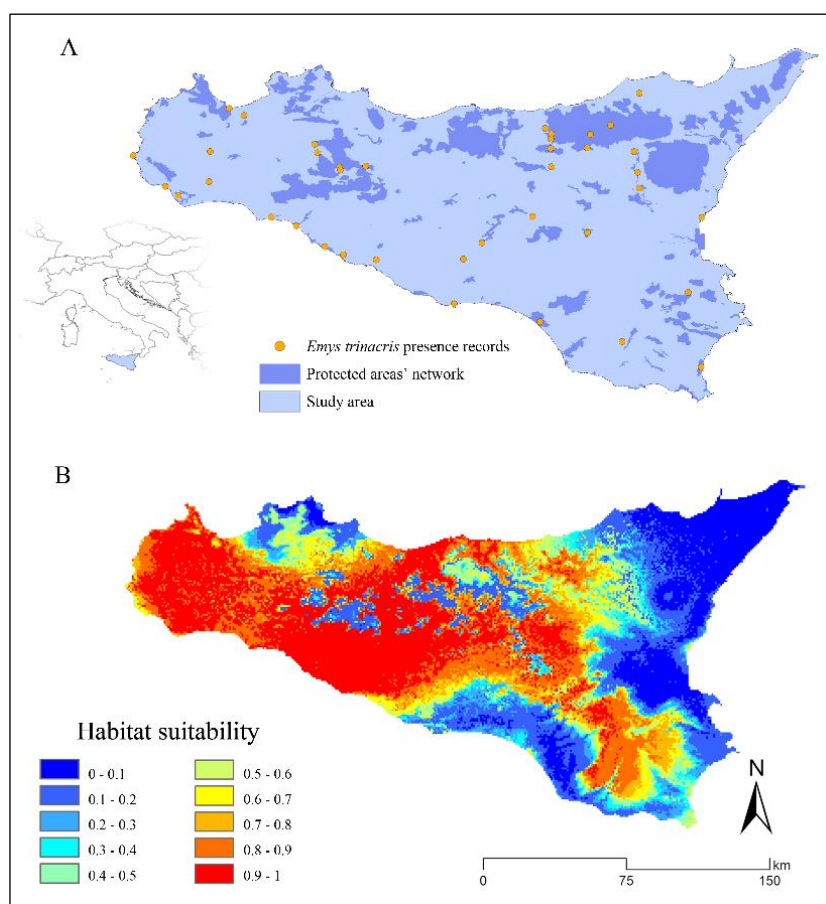 A
Emys trinacris presence records
Protected areas' network
Study area
B
Habitat suitability
0 - 0.1 0.5 - 0.6
0.1 - 0.2 0.6 - 0.7
0.2 - 0.3 0.7 - 0.8
0.3 - 0.4 0.8 - 0.9
0.4 - 0.5 0.9 - 1
N
km
0 75 150